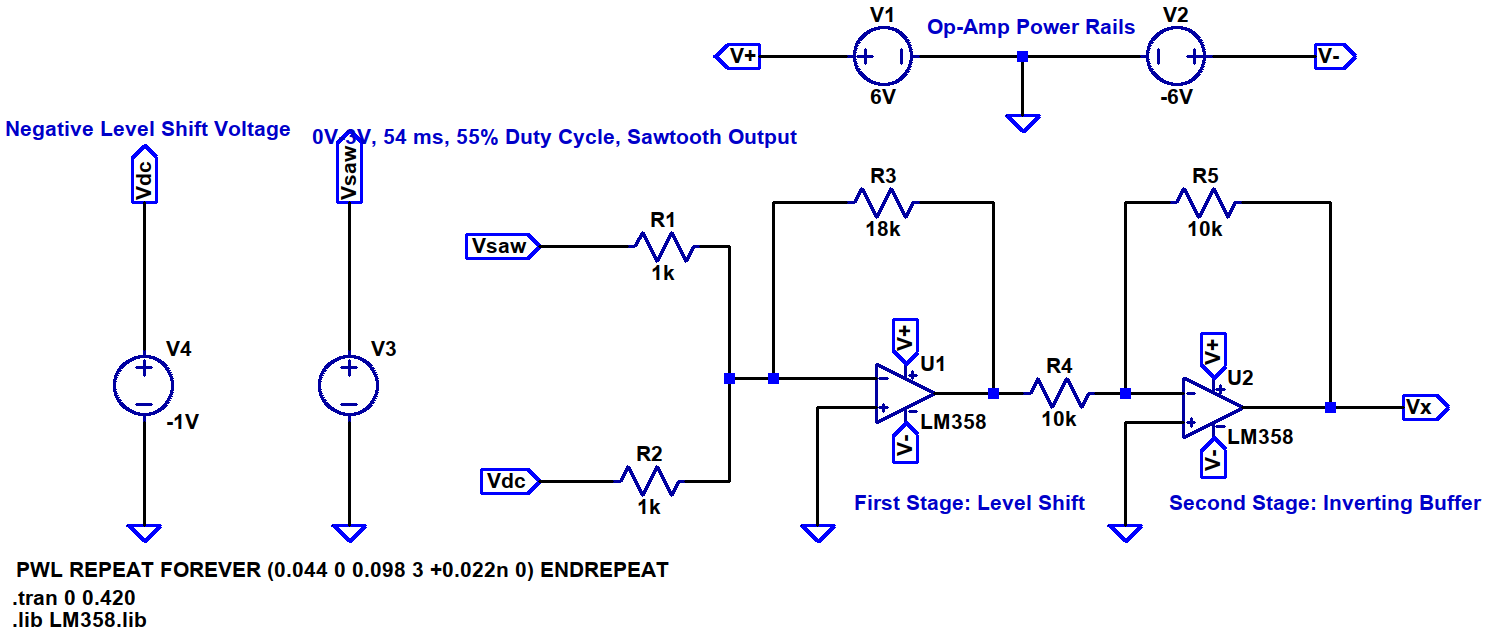 V1
Op-Amp Power Rails
V2
V+
V-
6V
-6V
Negative Level Shift Voltage
0V, 3V, 54 ms, 55% Duty Cycle, Sawtooth Output
Vdc
Vsaw
R3
18k
R5
10k
R1
Vsaw
1k
V4
V3
-1V
V+
U1
LM358
V-
R4
10k
V+
U2
LM358
V-
Vx
R2
Vdc
1k
First Stage: Level Shift
Second Stage: Inverting Buffer
PWL REPEAT FOREVER (0.044 0 0.098 3 +0.022n 0) ENDREPEAT
.tran 0 0.420
.lib LM358.lib